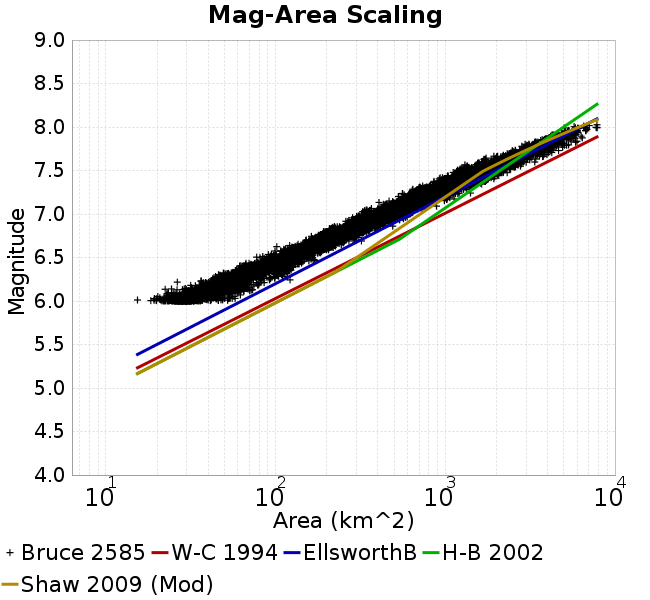 Mag-Area Scaling
Magnitude
9.0
8.5
8.0
7.5
7.0
6.5
6.0
5.5
5.0
4.5
4.0
10^1 10^2 10^3 10^4
Area (km^2)
Bruce 2585 W-C 1994 EllsworthB H-B 2002
Shaw 2009 (Mod)